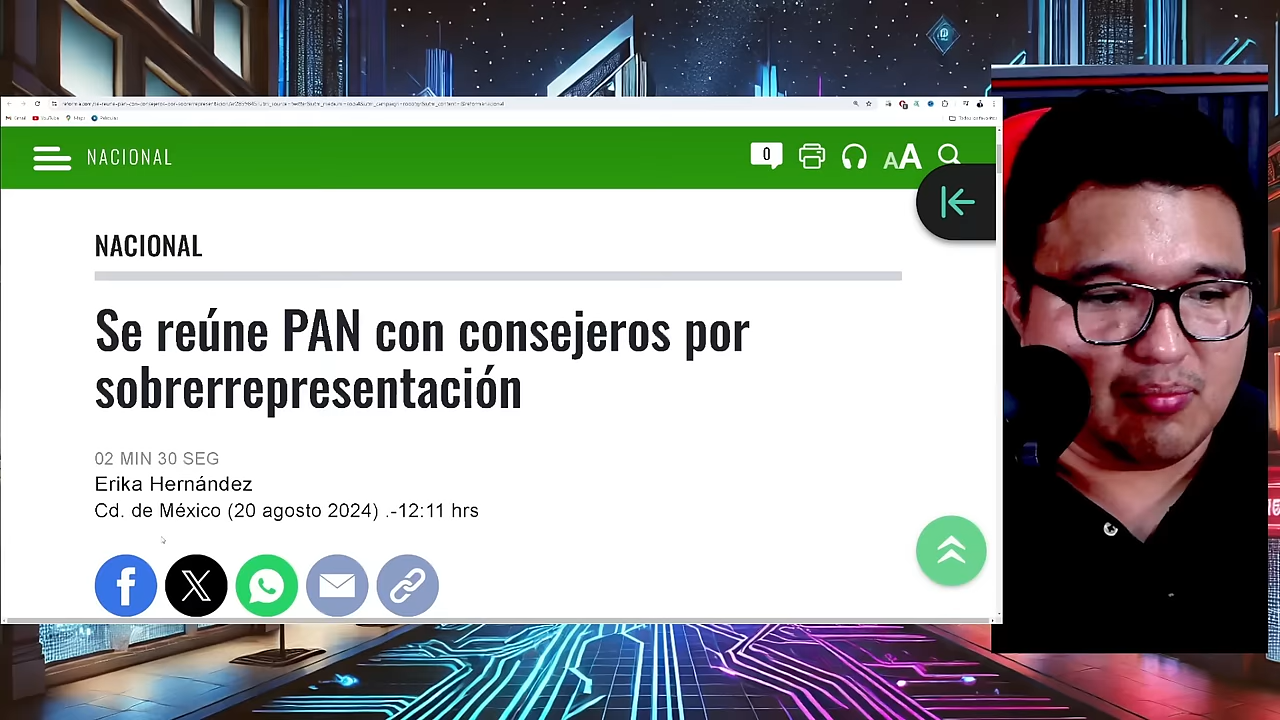 NACIONAL
0
AA
NACIONAL
Se reúne PAN con consejeros por
sobrerrepresentación
02 MIN 30 SEG
Erika Hernández
Cd. de México (20 agosto 2024) .-12:11 hrs